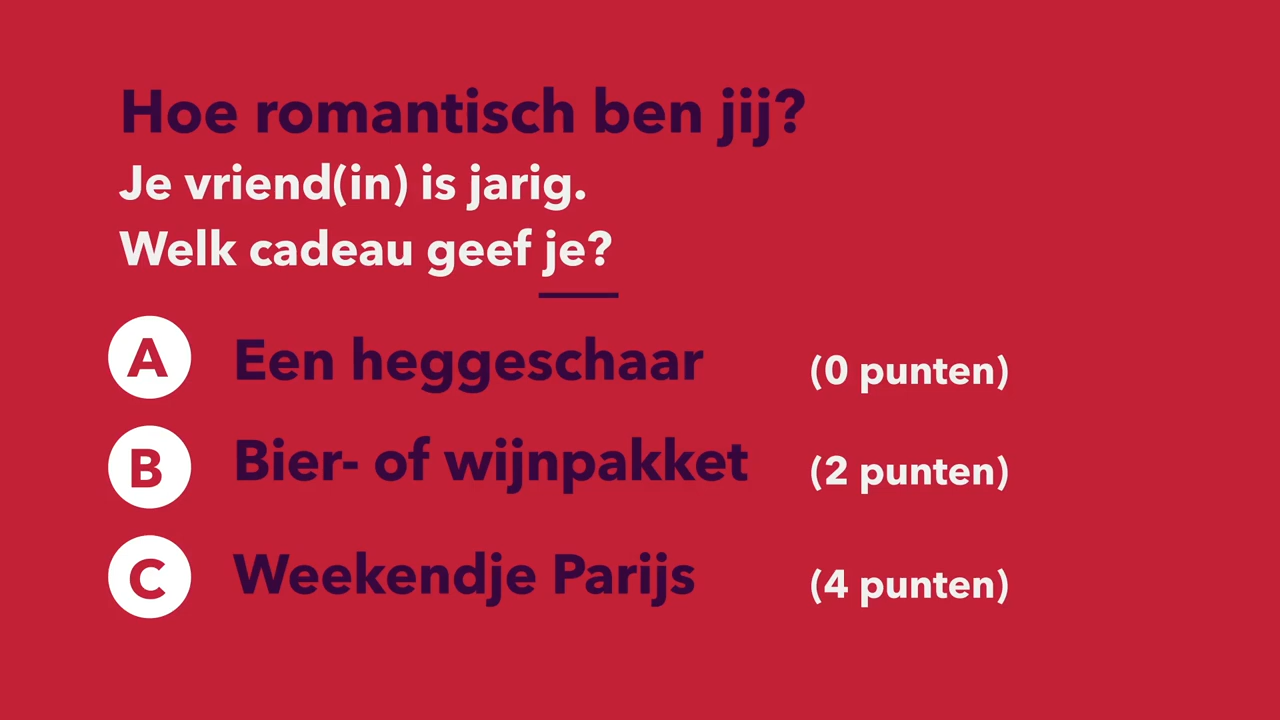 Hoe romantisch ben jij?
Je vriend(in) is jarig.
Welk cadeau geef je?
A Een heggeschaar (0 punten)
B Bier- of wijnpakket (2 punten)
C Weekendje Parijs (4 punten)